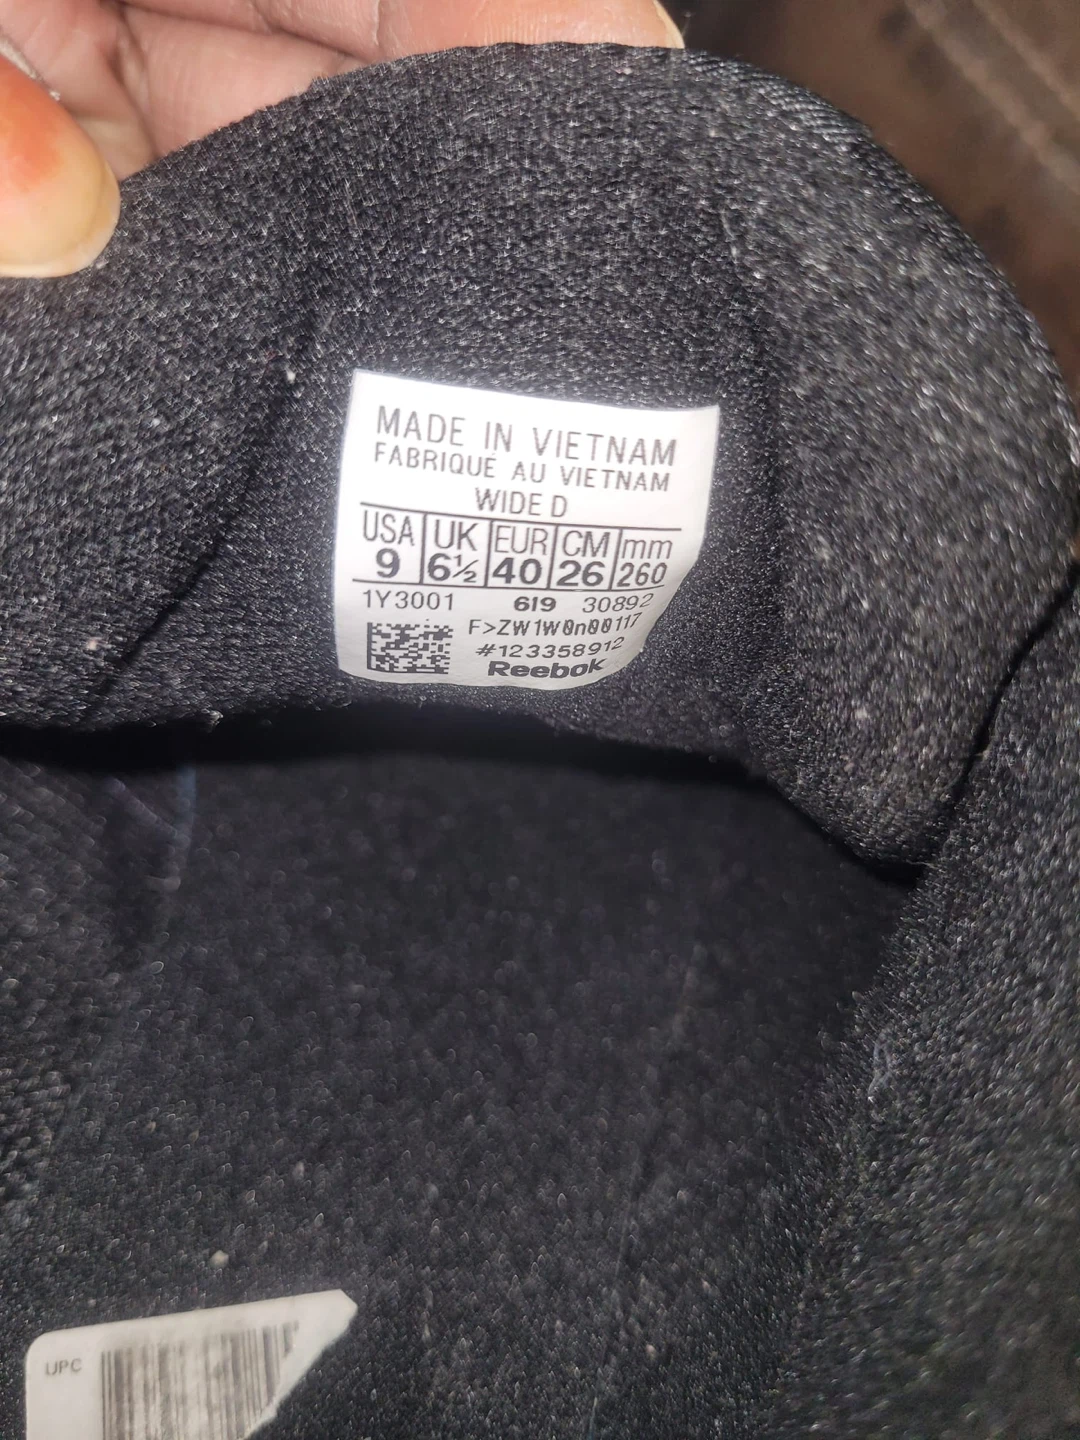 MADE IN VIETNAM
FABRIQUÉ AU VIETNAM
WIDE D
USA UK EUR CM mm
9 6½ 40 26 260
1Y3001 6I9 30892
F>ZW1W0n00117
#123358912
Reebok
UPC